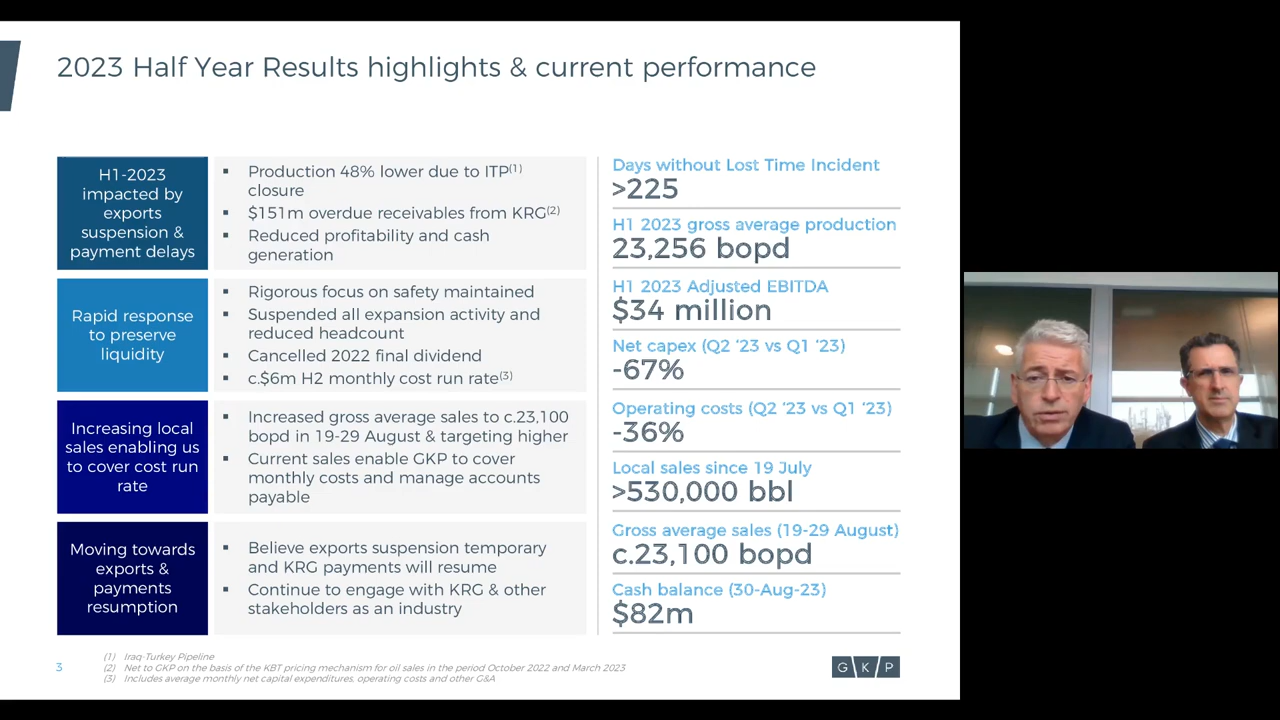 2023 Half Year Results highlights & current performance
H1-2023
impacted by
exports
suspension &
payment delays
▪ Production 48% lower due to ITP(1)
closure
▪ $151m overdue receivables from KRG(2)
▪ Reduced profitability and cash
generation
Rapid response
to preserve
liquidity
▪ Rigorous focus on safety maintained
▪ Suspended all expansion activity and
reduced headcount
▪ Cancelled 2022 final dividend
▪ c.$6m H2 monthly cost run rate(3)
Increasing local
sales enabling us
to cover cost run
rate
▪ Increased gross average sales to c.23,100
bopd in 19-29 August & targeting higher
▪ Current sales enable GKP to cover
monthly costs and manage accounts
payable
Moving towards
exports &
payments
resumption
▪ Believe exports suspension temporary
and KRG payments will resume
▪ Continue to engage with KRG & other
stakeholders as an industry
Days without Lost Time Incident
>225
H1 2023 gross average production
23,256 bopd
H1 2023 Adjusted EBITDA
$34 million
Net capex (Q2 ‘23 vs Q1 ‘23)
-67%
Operating costs (Q2 ‘23 vs Q1 ‘23)
-36%
Local sales since 19 July
>530,000 bbl
Gross average sales (19-29 August)
c.23,100 bopd
Cash balance (30-Aug-23)
$82m
3
(1) Iraq-Turkey Pipeline
(2) Net to GKP on the basis of the KBT pricing mechanism for oil sales in the period October 2022 and March 2023
(3) Includes average monthly net capital expenditures, operating costs and other G&A
GKP